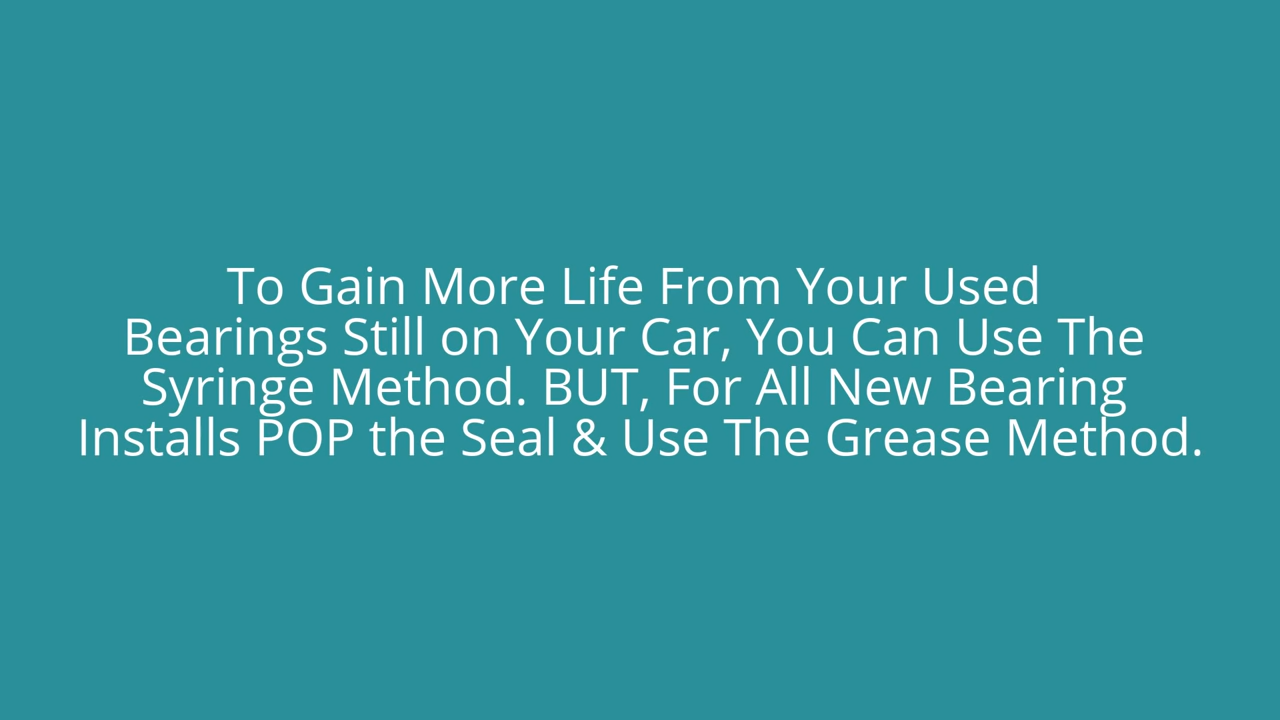 To Gain More Life From Your Used
Bearings Still on Your Car, You Can Use The
Syringe Method. BUT, For All New Bearing
Installs POP the Seal & Use The Grease Method.